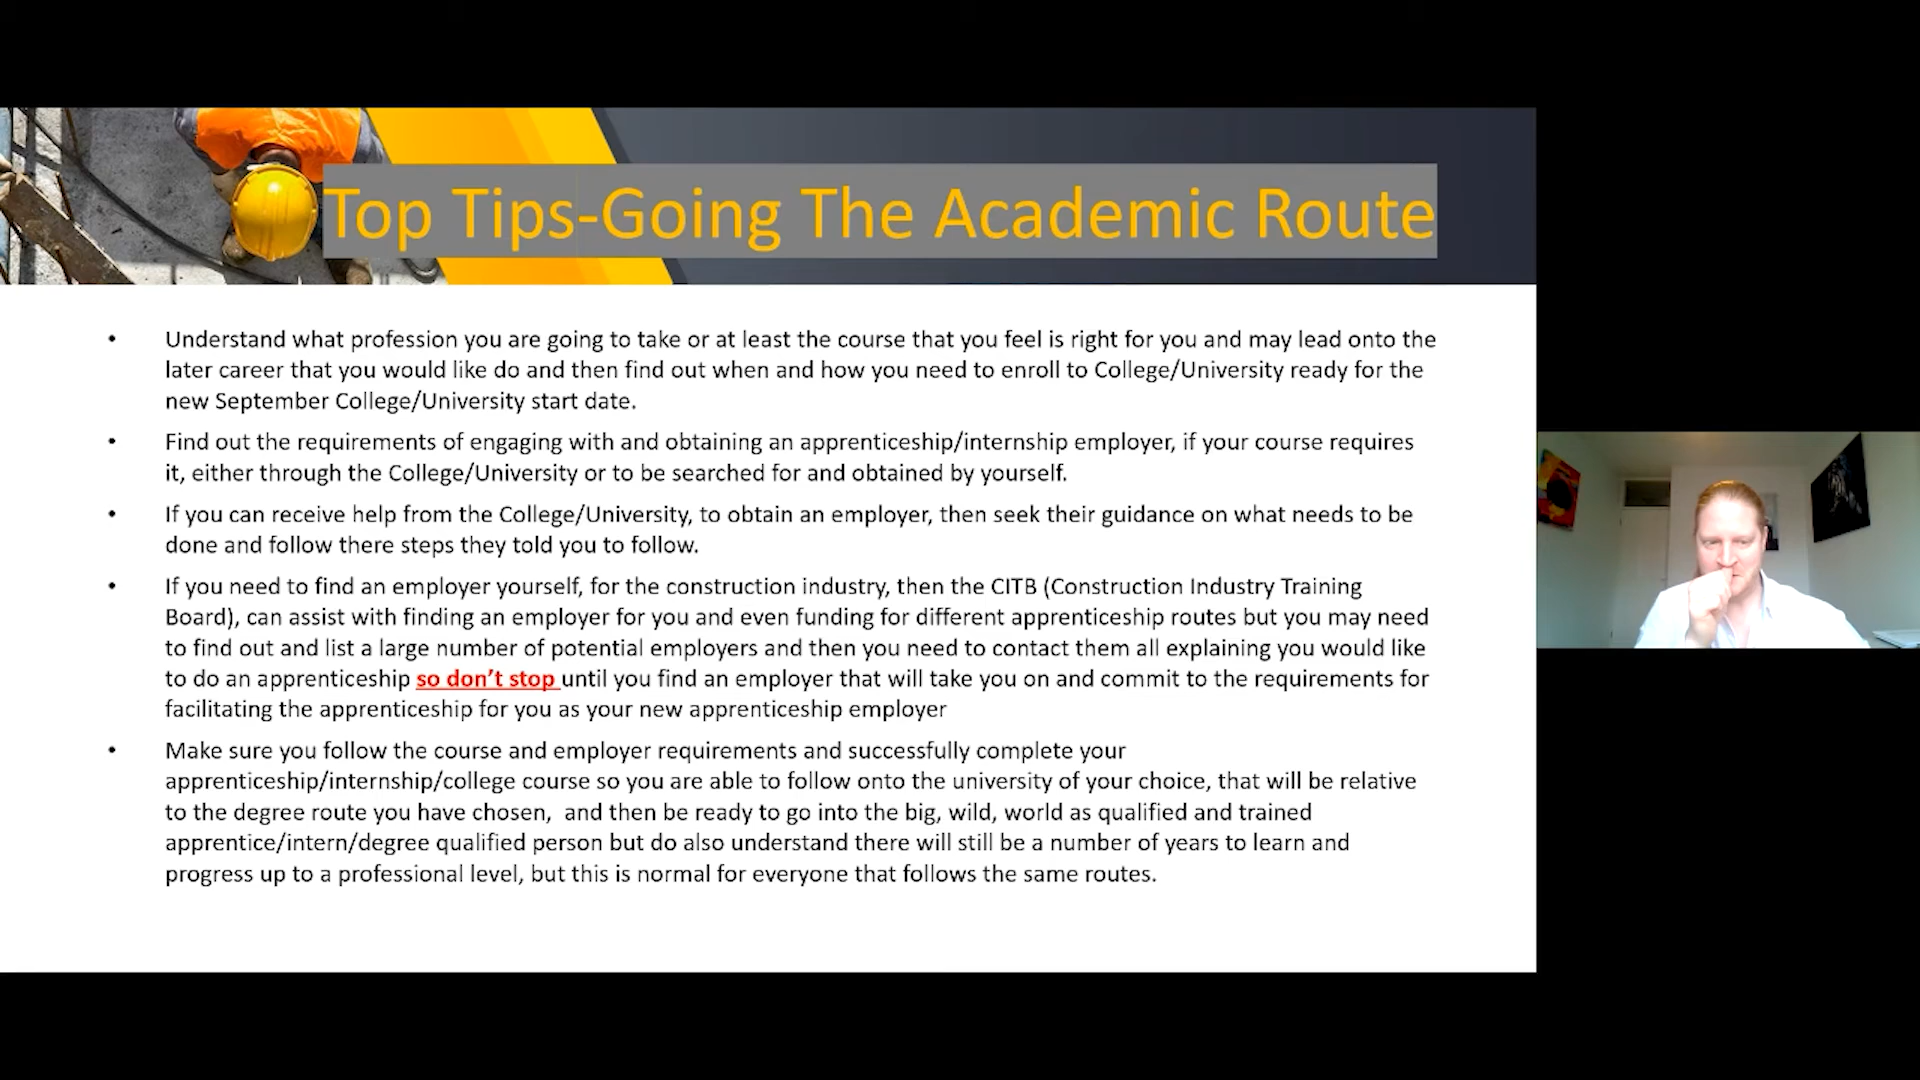 Top Tips-Going The Academic Route
• Understand what profession you are going to take or at least the course that you feel is right for you and may lead onto the
later career that you would like do and then find out when and how you need to enroll to College/University ready for the
new September College/University start date.
• Find out the requirements of engaging with and obtaining an apprenticeship/internship employer, if your course requires
it, either through the College/University or to be searched for and obtained by yourself.
• If you can receive help from the College/University, to obtain an employer, then seek their guidance on what needs to be
done and follow there steps they told you to follow.
• If you need to find an employer yourself, for the construction industry, then the CITB (Construction Industry Training
Board), can assist with finding an employer for you and even funding for different apprenticeship routes but you may need
to find out and list a large number of potential employers and then you need to contact them all explaining you would like
to do an apprenticeship so don't stop until you find an employer that will take you on and commit to the requirements for
facilitating the apprenticeship for you as your new apprenticeship employer
• Make sure you follow the course and employer requirements and successfully complete your
apprenticeship/internship/college course so you are able to follow onto the university of your choice, that will be relative
to the degree route you have chosen,  and then be ready to go into the big, wild, world as qualified and trained
apprentice/intern/degree qualified person but do also understand there will still be a number of years to learn and
progress up to a professional level, but this is normal for everyone that follows the same routes.